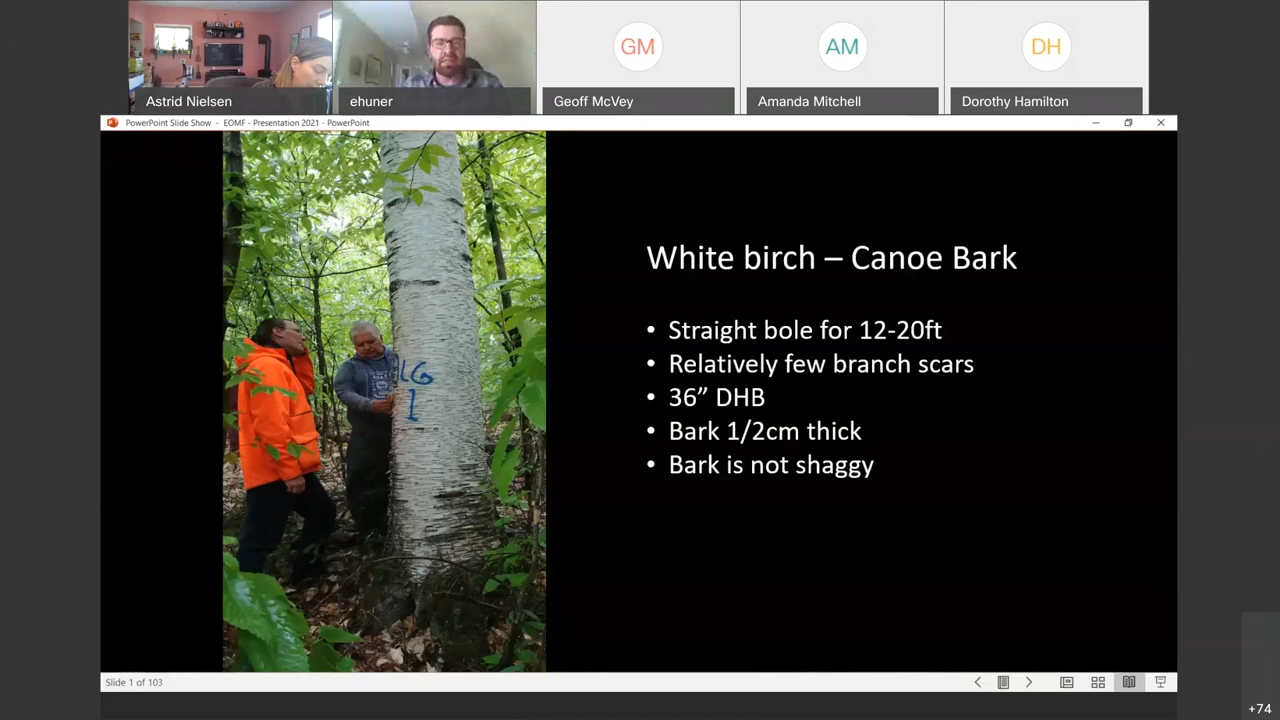 GM
AM
DH
Astrid Nielsen
ehuner
Geoff McVey
Amanda Mitchell
Dorothy Hamilton
PowerPoint Slide Show - EOMF - Presentation 2021 - PowerPoint
LG
1
White birch – Canoe Bark
• Straight bole for 12-20ft
• Relatively few branch scars
• 36” DHB
• Bark 1/2cm thick
• Bark is not shaggy
Slide 1 of 103
+74